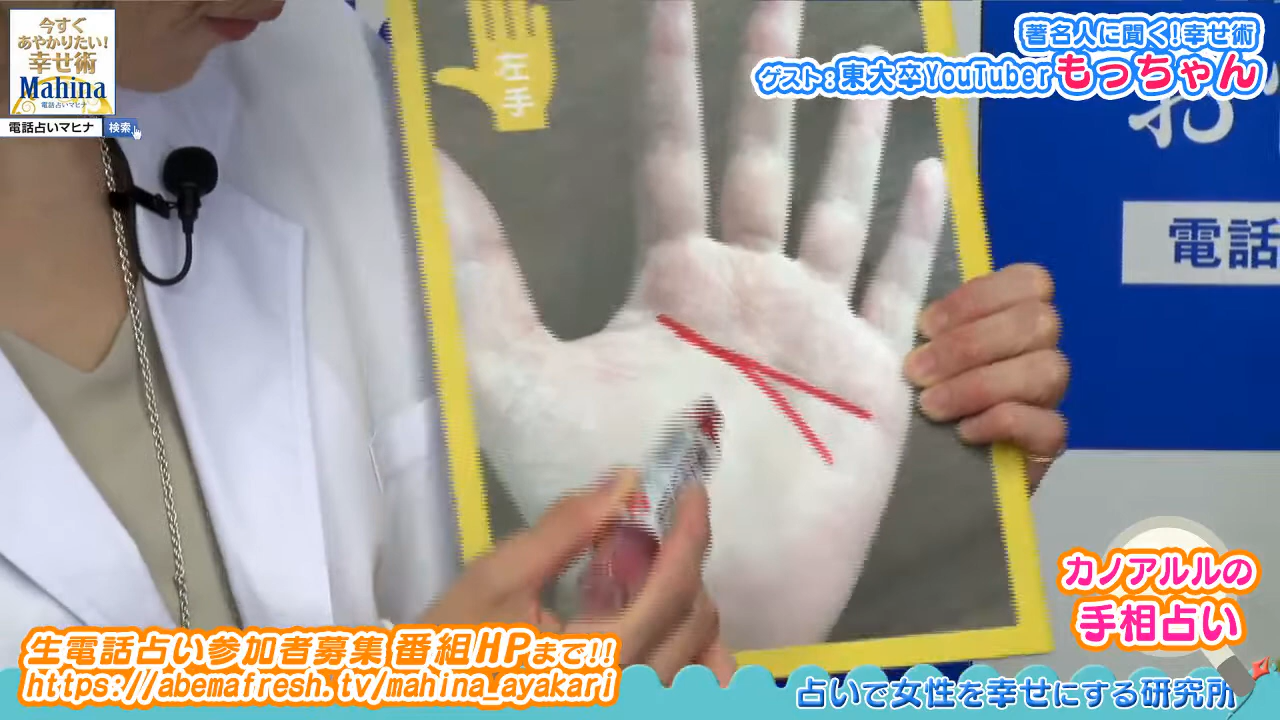 今すぐ
あやかりたい!
幸せ術
Mahina
電話占いマヒナ
電話占いマヒナ 検索
左手
著名人に聞く!幸せ術
ゲスト:東大卒YouTuber もっちゃん
電話
カノアルルの
手相占い
生電話占い参加者募集 番組HPまで!!
https://abemafresh.tv/mahina_ayakari
占いで女性を幸せにする研究所